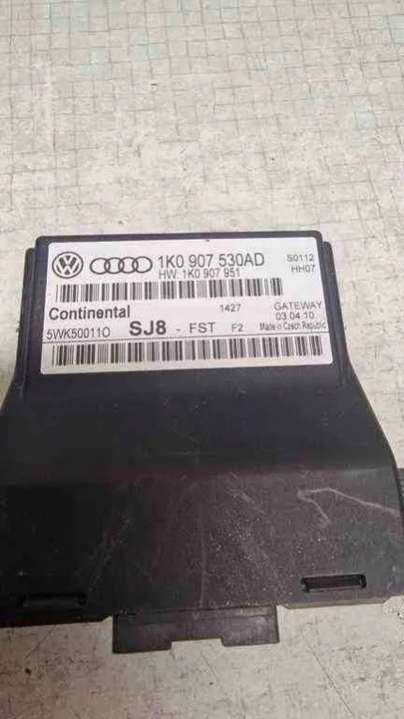 1K0 907 530AD S0112
HW: 1K0 907 951 HH07
Continental 1427 GATEWAY
5WK50011O SJ8 - FST F2 03.04.10
Made in Czech Republic